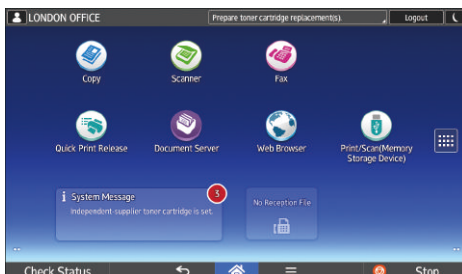 LONDON OFFICE
Prepare toner cartridge replacement(s).
Logout
Copy
Scanner
Fax
Quick Print Release
Document Server
Web Browser
Print/Scan(Memory
Storage Device)
System Message
3
Independent-supplier toner cartridge is set.
No Reception File
Check Status
Stop